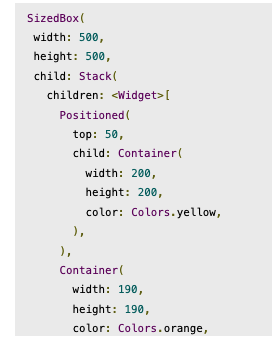 SizedBox(
 width: 500,
 height: 500,
 child: Stack(
   children: <Widget>[
     Positioned(
       top: 50,
       child: Container(
         width: 200,
         height: 200,
         color: Colors.yellow,
       ),
     ),
     Container(
       width: 190,
       height: 190,
       color: Colors.orange,